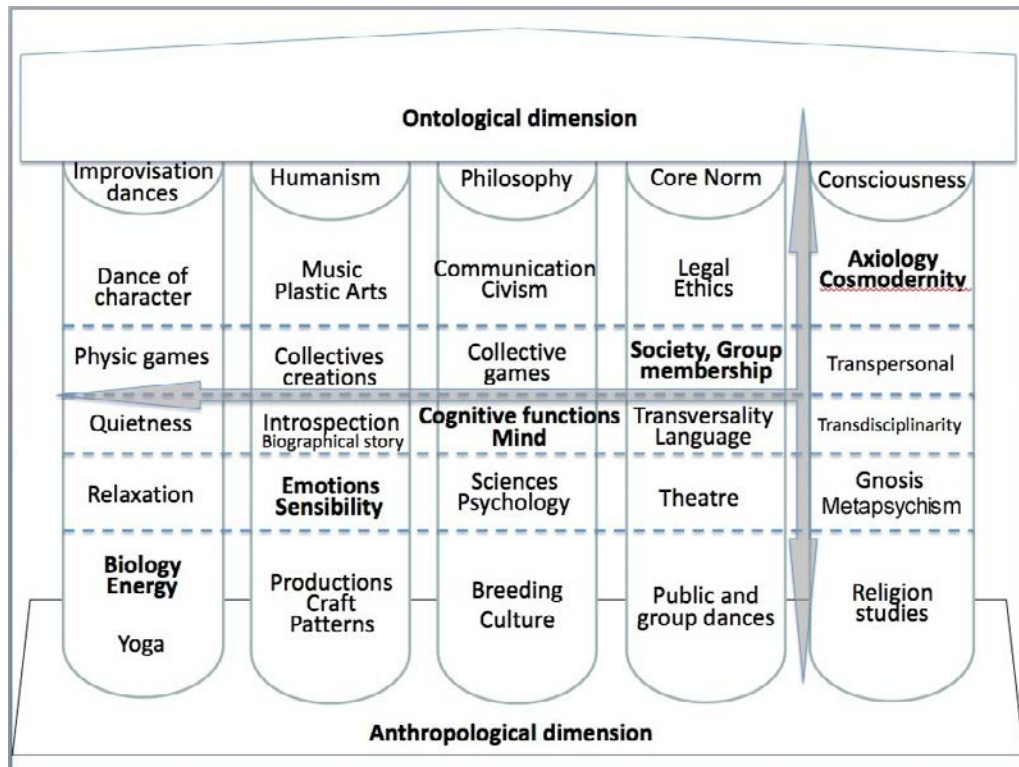 Ontological dimension
Improvisation
dances
Humanism
Philosophy
Core Norm
Consciousness
Dance of
character
Music
Plastic Arts
Communication
Civism
Legal
Ethics
Axiology
Cosmodernity
Physic games
Collectives
creations
Collective
games
Society, Group
membership
Transpersonal
Quietness
Introspection
Biographical story
Cognitive functions
Mind
Transversality
Language
Transdisciplinarity
Relaxation
Emotions
Sensibility
Sciences
Psychology
Theatre
Gnosis
Metapsychism
Biology
Energy
Yoga
Productions
Craft
Patterns
Breeding
Culture
Public and
group dances
Religion
studies
Anthropological dimension